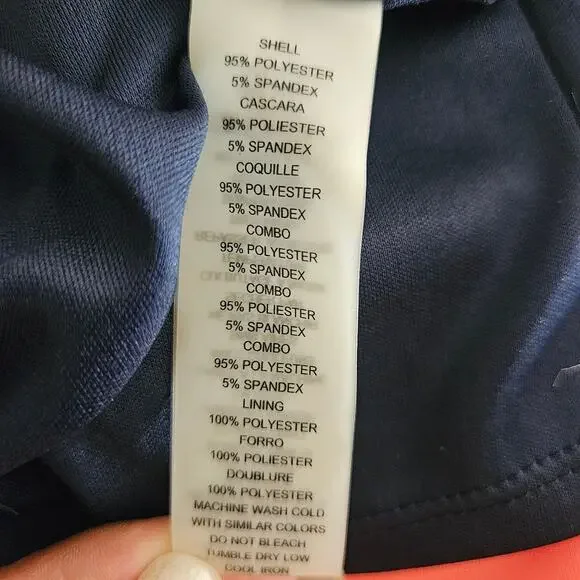 SHELL
95% POLYESTER
5% SPANDEX
CASCARA
95% POLIESTER
5% SPANDEX
COQUILLE
95% POLYESTER
5% SPANDEX
COMBO
95% POLYESTER
5% SPANDEX
COMBO
95% POLIESTER
5% SPANDEX
COMBO
95% POLYESTER
5% SPANDEX
LINING
100% POLYESTER
FORRO
100% POLIESTER
DOUBLURE
100% POLYESTER
MACHINE WASH COLD
WITH SIMILAR COLORS
DO NOT BLEACH
TUMBLE DRY LOW
COOL IRON